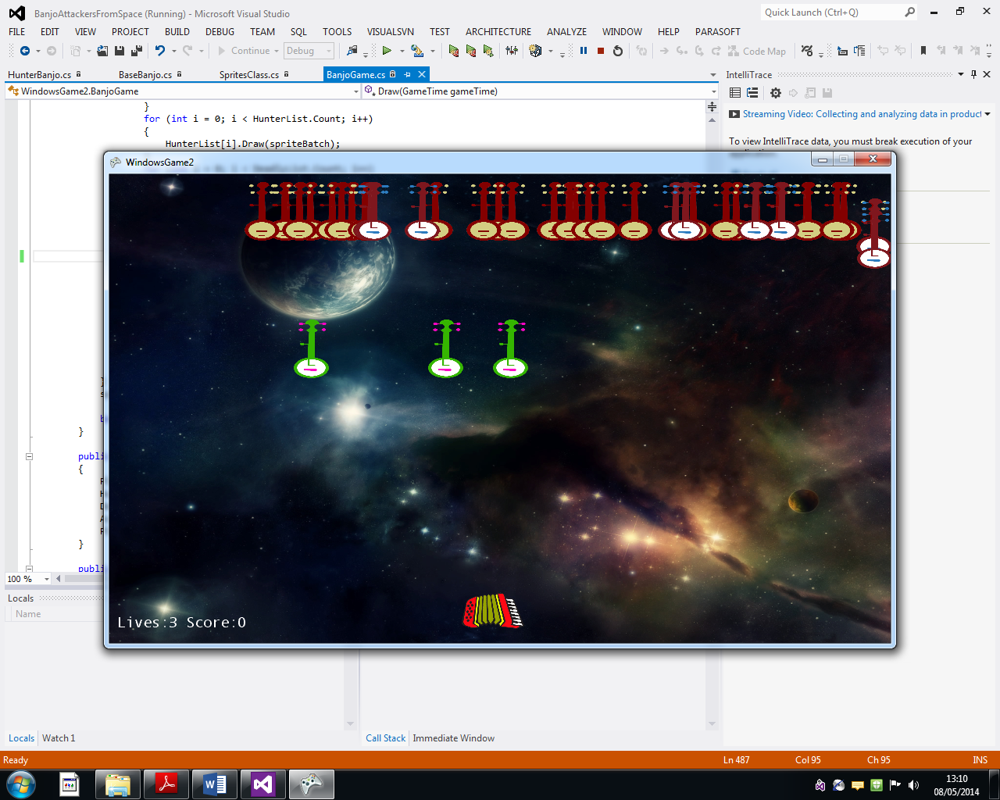 BanjoAttackersFromSpace (Running) - Microsoft Visual Studio
Quick Launch (Ctrl+Q)
FILE EDIT VIEW PROJECT BUILD DEBUG TEAM SQL TOOLS VISUALSVN TEST ARCHITECTURE ANALYZE WINDOW HELP PARASOFT
Continue Debug Code Map
HunterBanjo.cs BaseBanjo.cs SpritesClass.cs BanjoGame.cs
IntelliTrace
WindowsGame2.BanjoGame Draw(GameTime gameTime)
}
for (int i = 0; i < HunterList.Count; i++)
{
HunterList[i].Draw(spriteBatch);
Streaming Video: Collecting and analyzing data in product
To view IntelliTrace data, you must break execution of your
WindowsGame2
Lives:3 Score:0
}
s
b
}
publi
{
P
H
D
A
P
}
publ
100 %
Locals
Name
Locals Watch 1
Call Stack Immediate Window
Ready Ln 487 Col 95 Ch 95 INS
13:10
08/05/2014